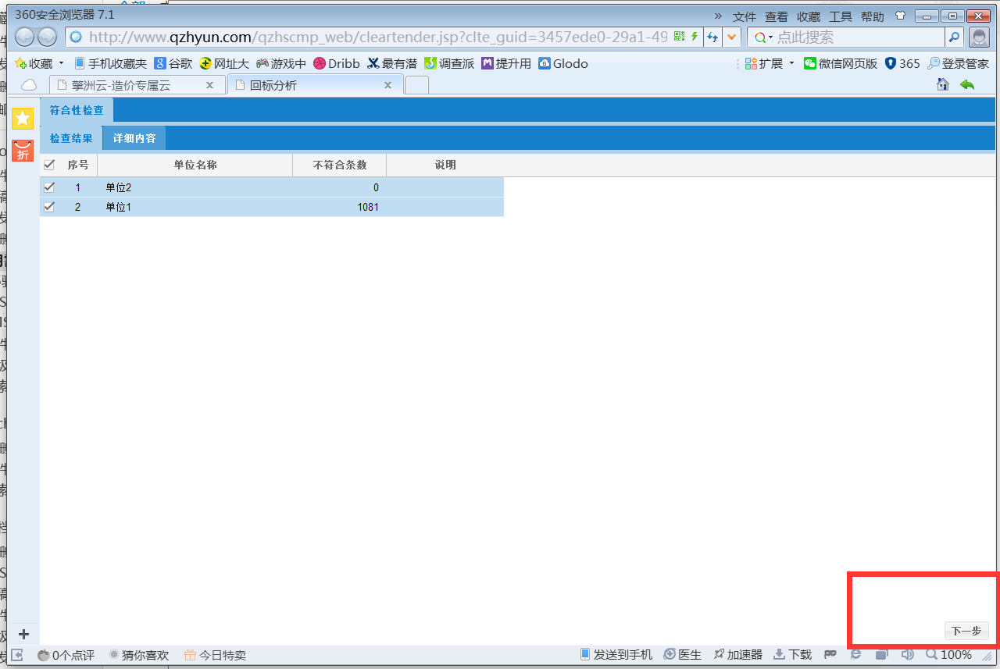 360安全浏览器 7.1
» 文件 查看 收藏 工具 帮助
http://www.qzhyun.com/qzhscmp_web/cleartender.jsp?clte_guid=3457ede0-29a1-49
点此搜索
收藏 手机收藏夹 谷歌 网址大 游戏中 Dribb 最有潜 调查派 提升用 Glodo 扩展 微信网页版 365 登录管家
擎洲云-造价专属云 回标分析
符合性检查
检查结果 详细内容
折
序号 单位名称 不符合条数 说明
1 单位2 0
2 单位1 1081
下一步
0个点评 猜你喜欢 今日特卖 发送到手机 医生 加速器 下载 100%